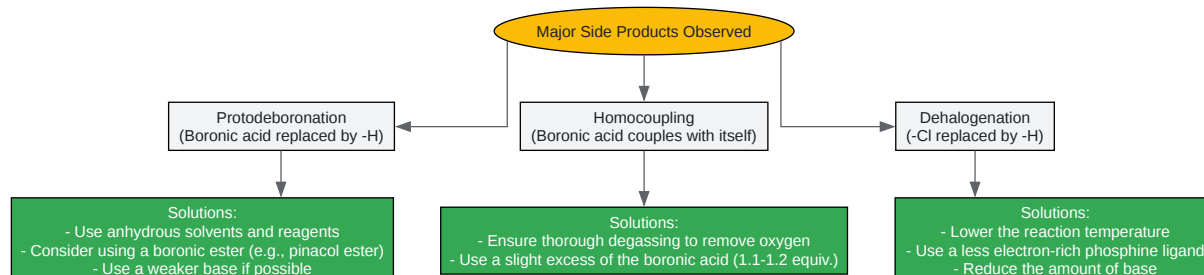 Major Side Products Observed
Protodeboronation
(Boronic acid replaced by -H)
Homocoupling
(Boronic acid couples with itself)
Dehalogenation
(-Cl replaced by -H)
Solutions:
- Use anhydrous solvents and reagents
- Consider using a boronic ester (e.g., pinacol ester)
- Use a weaker base if possible
Solutions:
- Ensure thorough degassing to remove oxygen
- Use a slight excess of the boronic acid (1.1-1.2 equiv.)
Solutions:
- Lower the reaction temperature
- Use a less electron-rich phosphine ligand
- Reduce the amount of base